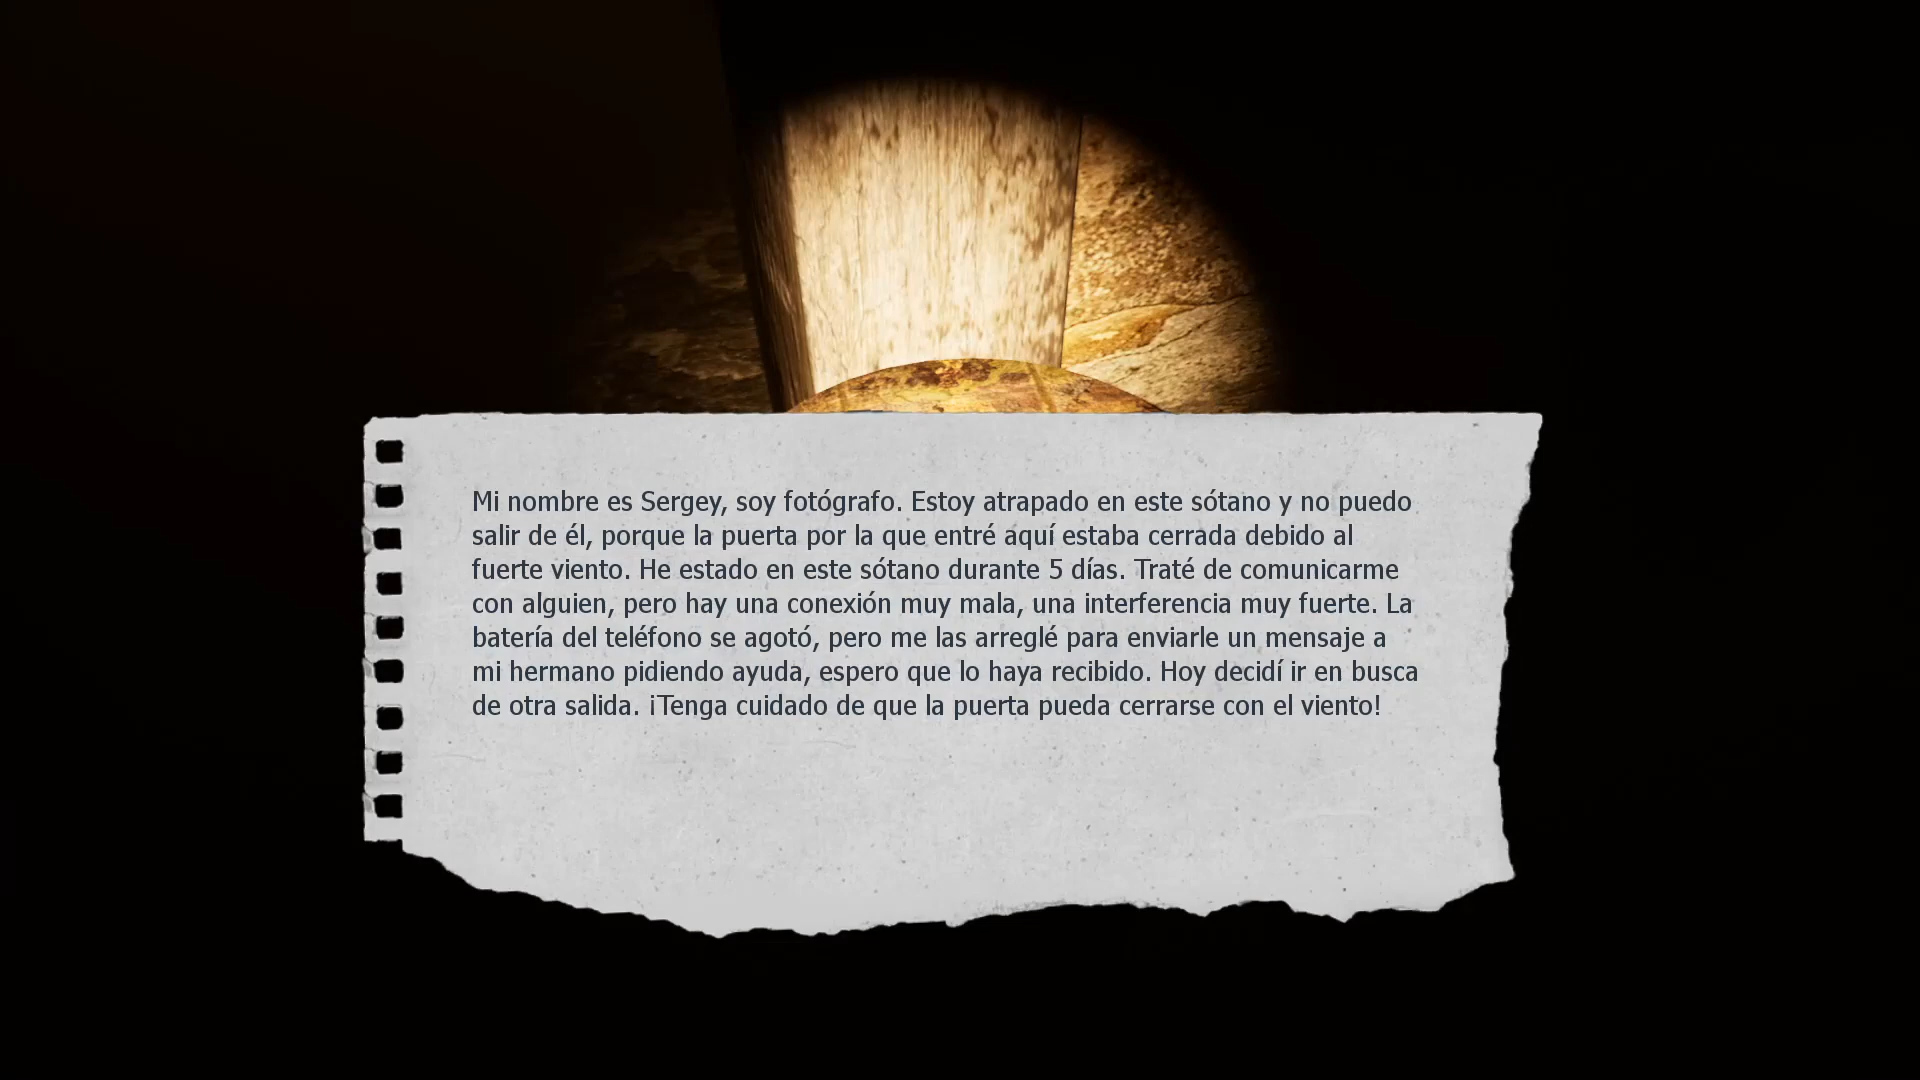 Mi nombre es Sergey, soy fotógrafo. Estoy atrapado en este sótano y no puedo
salir de él, porque la puerta por la que entré aquí estaba cerrada debido al
fuerte viento. He estado en este sótano durante 5 días. Traté de comunicarme
con alguien, pero hay una conexión muy mala, una interferencia muy fuerte. La
batería del teléfono se agotó, pero me las arreglé para enviarle un mensaje a
mi hermano pidiendo ayuda, espero que lo haya recibido. Hoy decidí ir en busca
de otra salida. ¡Tenga cuidado de que la puerta pueda cerrarse con el viento!